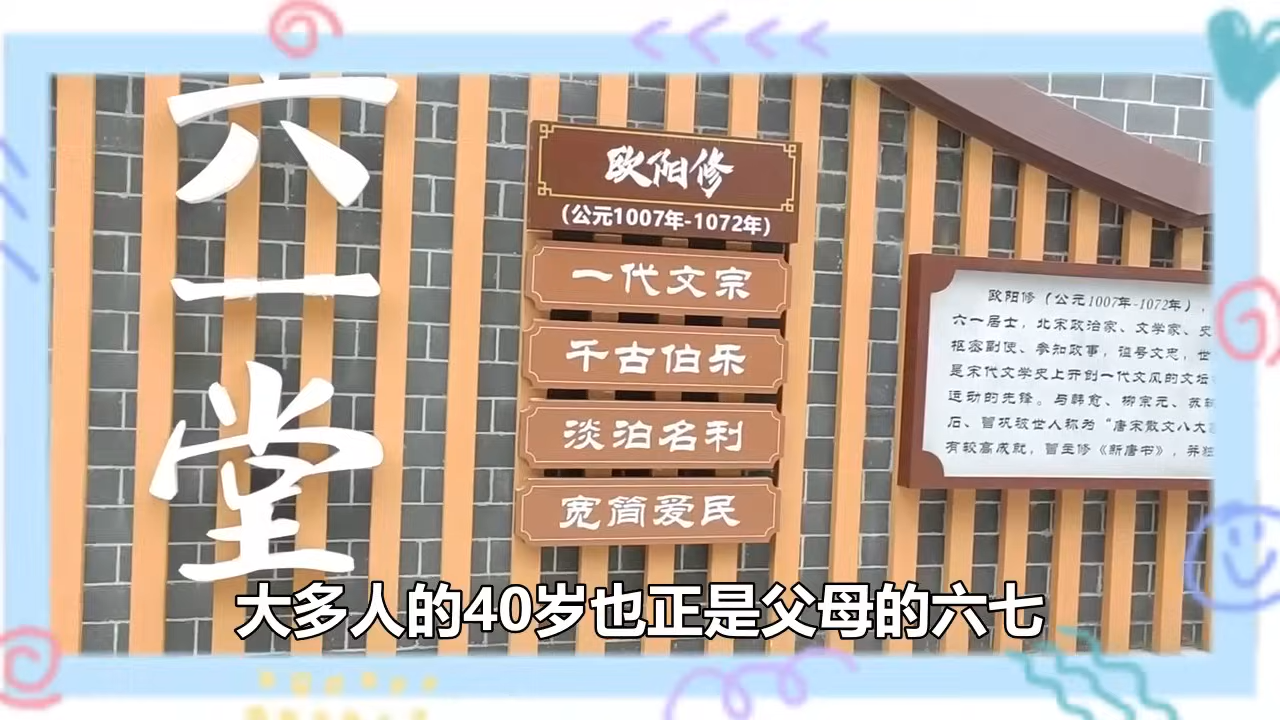 六一堂
欧阳修
（公元1007年-1072年）
一代文宗
千古伯乐
淡泊名利
宽简爱民
欧阳修（公元1007年-1072年），
六一居士，北宋政治家、文学家、史
枢密副使、参知政事，谥号文忠，世
是宋代文学史上开创一代文风的文坛
运动的先锋。与韩愈、柳宗元、苏轼
石、曾巩被世人称为“唐宋散文八大
有较高成就，曾主修《新唐书》，并独
大多人的40岁也正是父母的六七